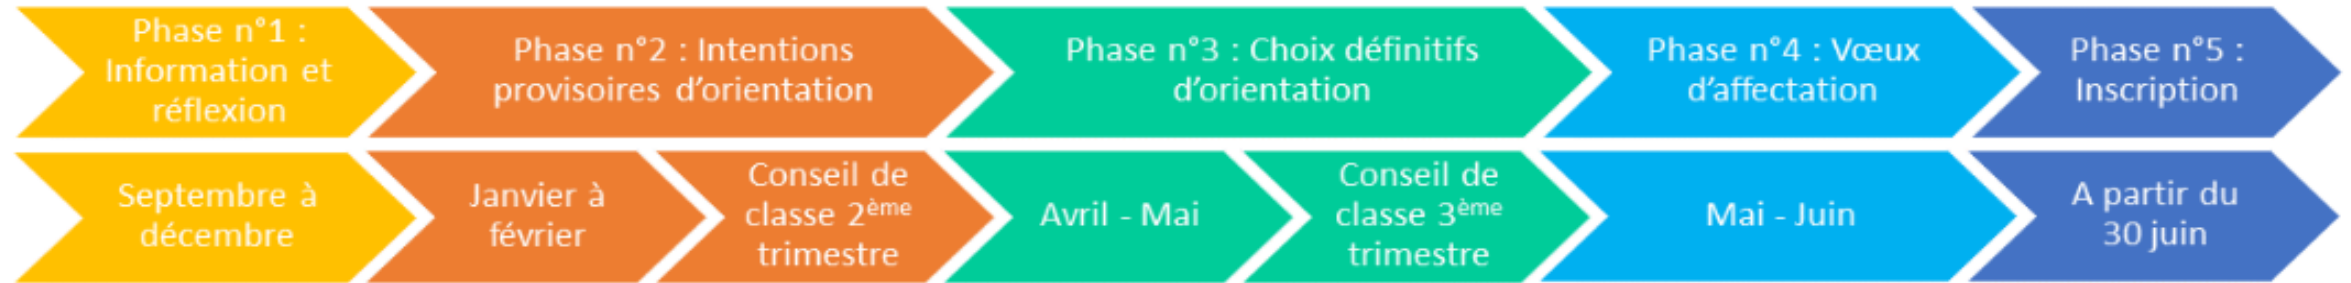 Phase n°1 :
Information et
réflexion
Phase n°2 : Intentions
provisoires d’orientation
Phase n°3 : Choix définitifs
d’orientation
Phase n°4 : Vœux
d’affectation
Phase n°5 :
Inscription
Septembre à
décembre
Janvier à
février
Conseil de
classe 2ème
trimestre
Avril - Mai
Conseil de
classe 3ème
trimestre
Mai - Juin
A partir du
30 juin